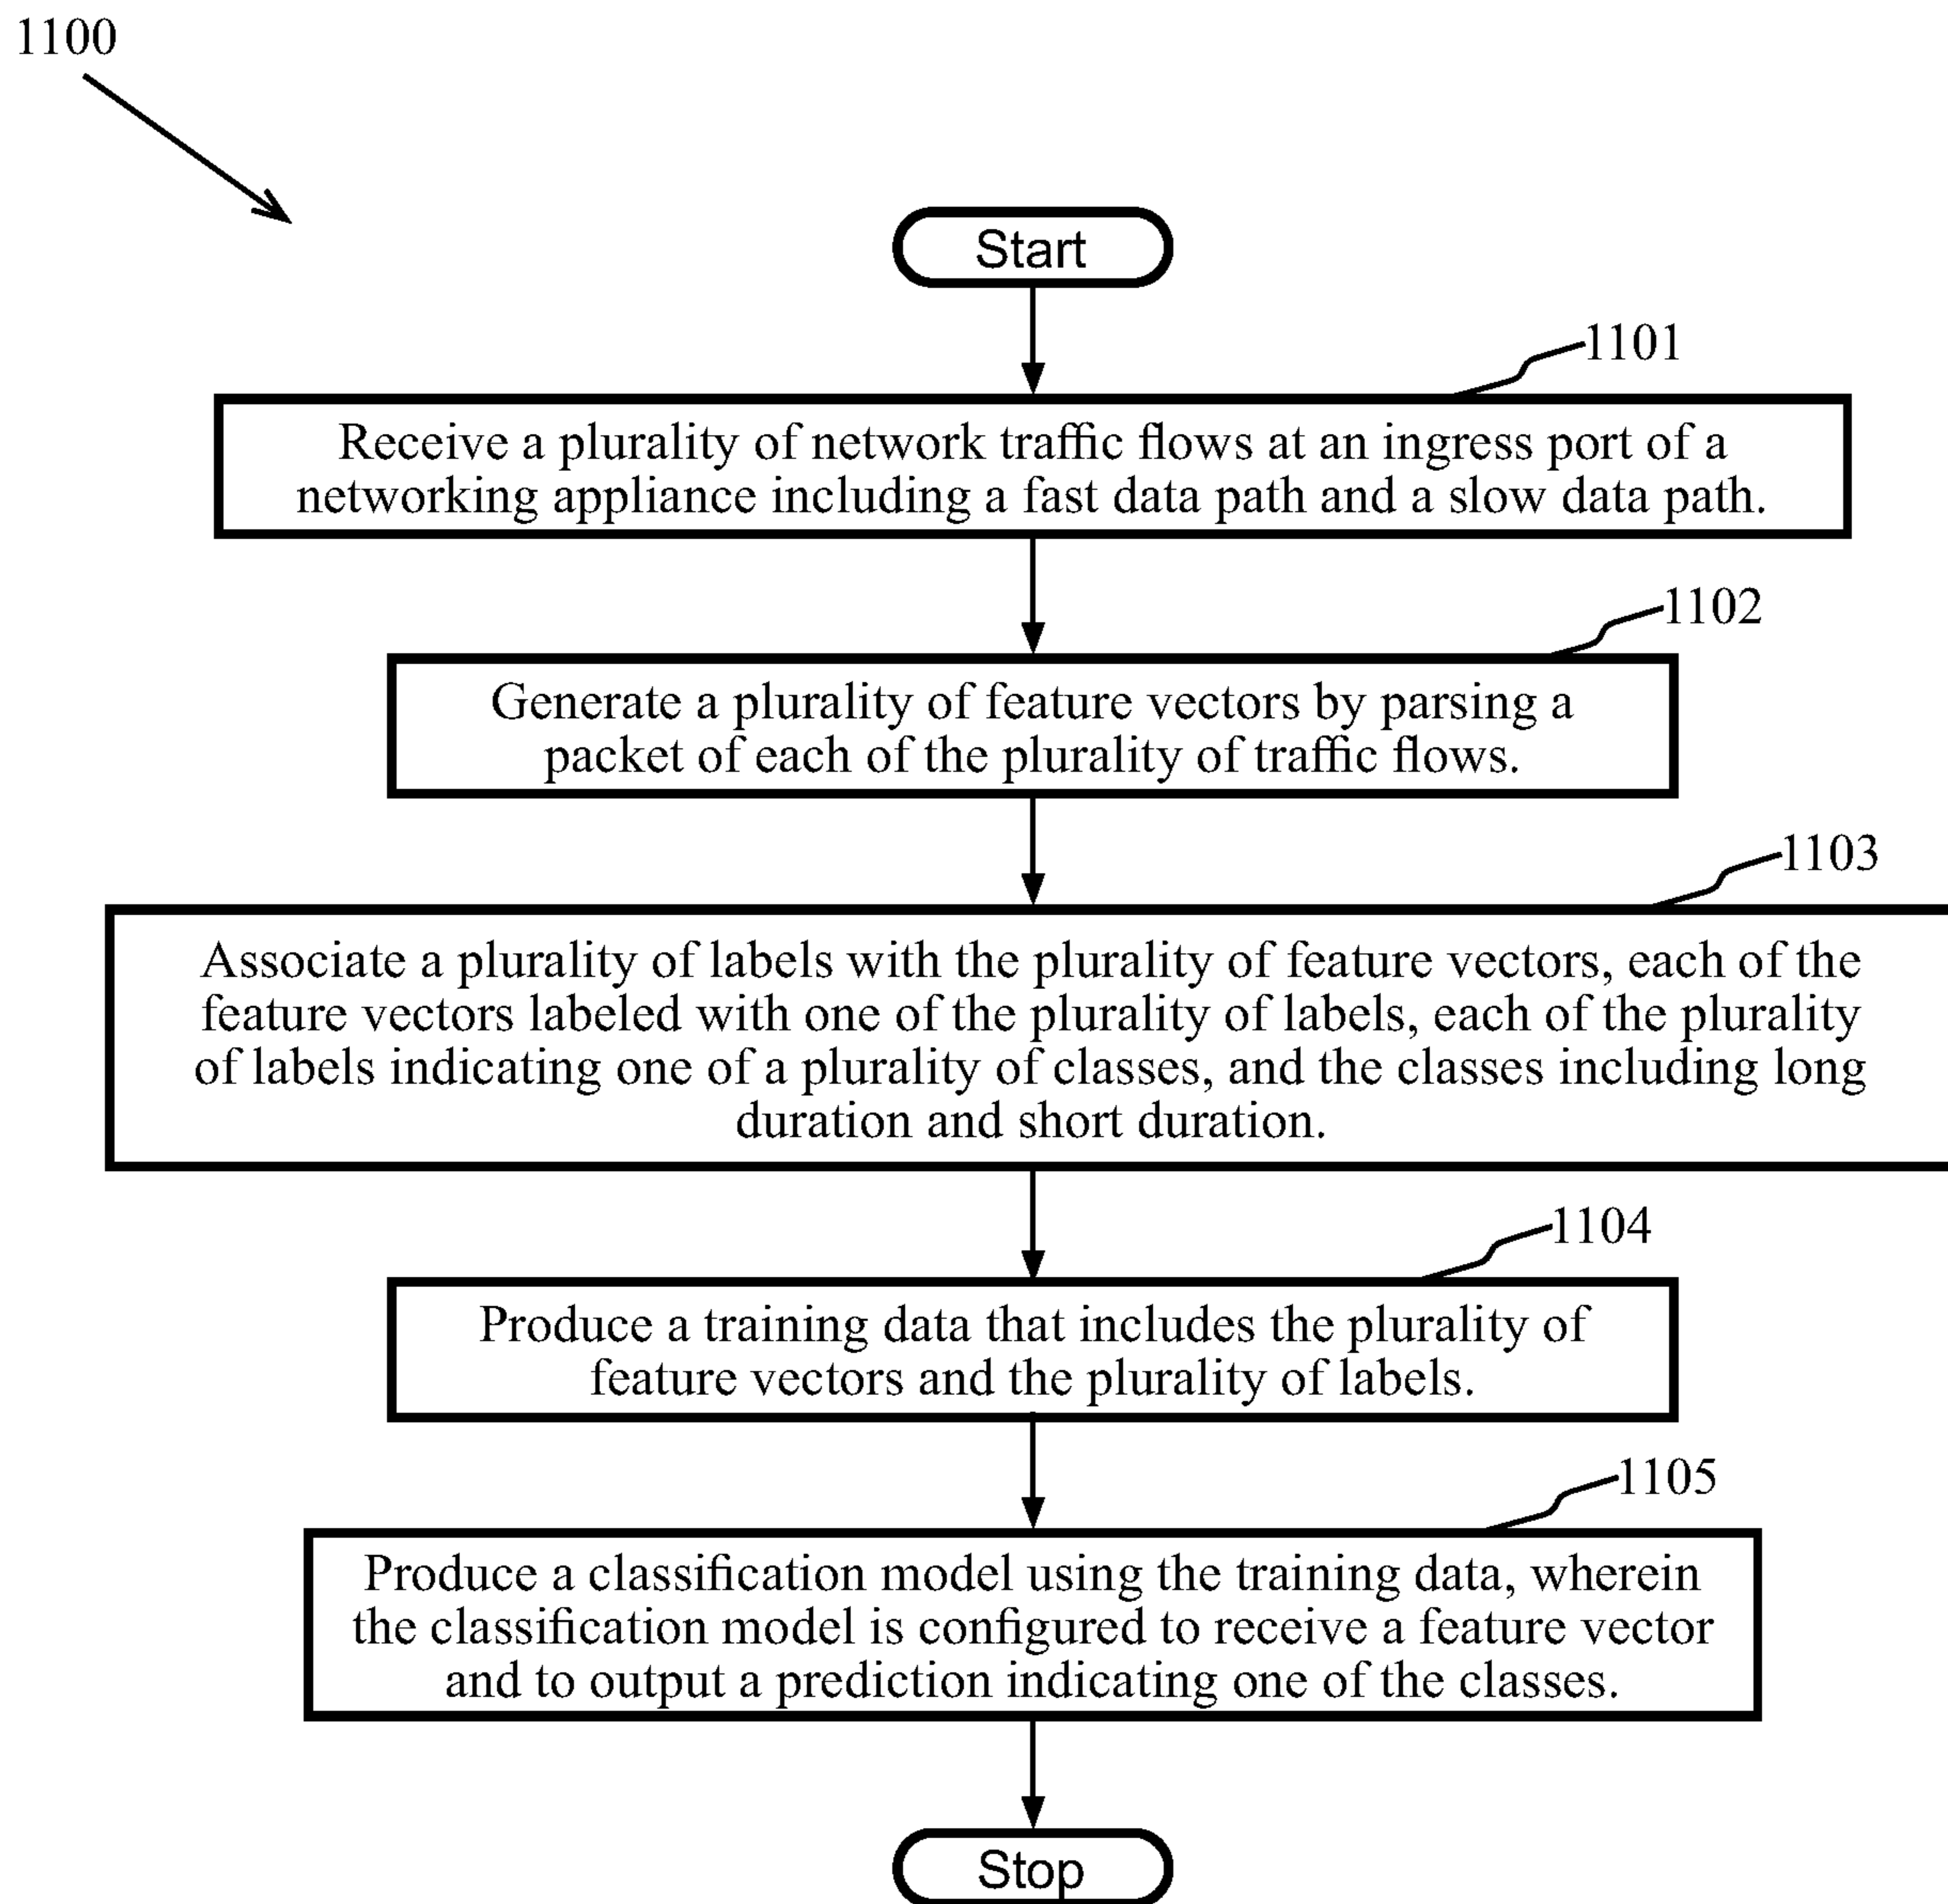 1100
Start
1101
Receive a plurality of network traffic flows at an ingress port of a
networking appliance including a fast data path and a slow data path.
1102
Generate a plurality of feature vectors by parsing a
packet of each of the plurality of traffic flows.
1103
Associate a plurality of labels with the plurality of feature vectors, each of the
feature vectors labeled with one of the plurality of labels, each of the plurality
of labels indicating one of a plurality of classes, and the classes including long
duration and short duration.
1104
Produce a training data that includes the plurality of
feature vectors and the plurality of labels.
1105
Produce a classification model using the training data, wherein
the classification model is configured to receive a feature vector
and to output a prediction indicating one of the classes.
Stop